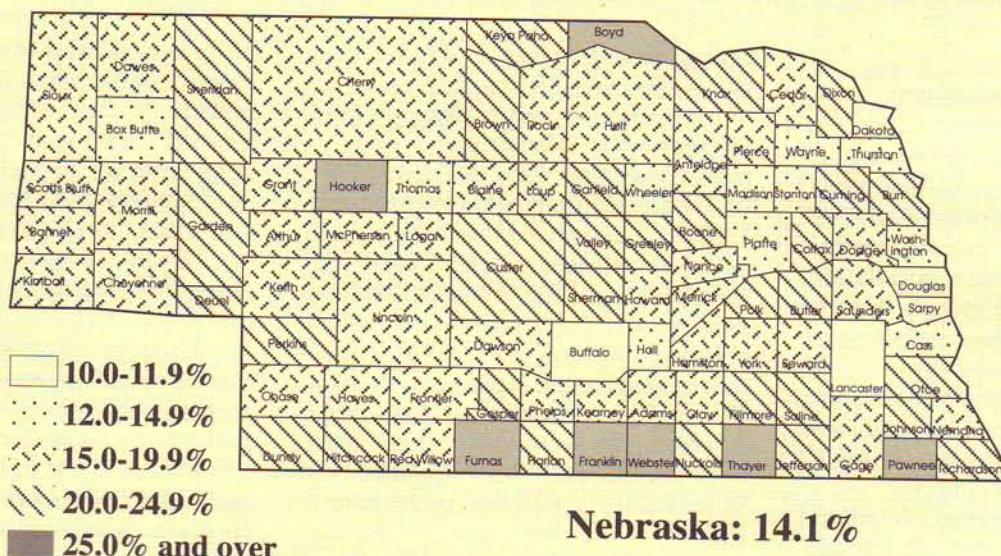 Keya Paha Boyd
Dawes Cherry Knox Cedar Dixon
Sioux Sheridan
Box Butte Brown Rock Holt Dakota
Antelope Pierce Wayne Thurston
Scotts Bluff Grant Hooker Thomas Blaine Loup Garfield Wheeler Madison Stanton Cuming Burt
Morrill
Banner Garden Arthur McPherson Logan Valley Greeley Boone Platte Colfax Dodge Wash-
ington
Custer Nance
Kimball Cheyenne Deuel Keith Sherman Howard Merrick Polk Butler Saunders Douglas
Sarpy
Lincoln
Perkins Dawson Buffalo Hall Hamilton York Seward Cass
Lancaster Otoe
Chase Hayes Frontier Gosper Phelps Kearney Adams Clay Fillmore Saline Johnson Nemaha
Dundy Hitchcock Red Willow Furnas Harlan Franklin Webster Nuckolls Thayer Jefferson Gage Pawnee Richardson
10.0-11.9%
12.0-14.9%
15.0-19.9%
20.0-24.9%
25.0% and over
Nebraska: 14.1%